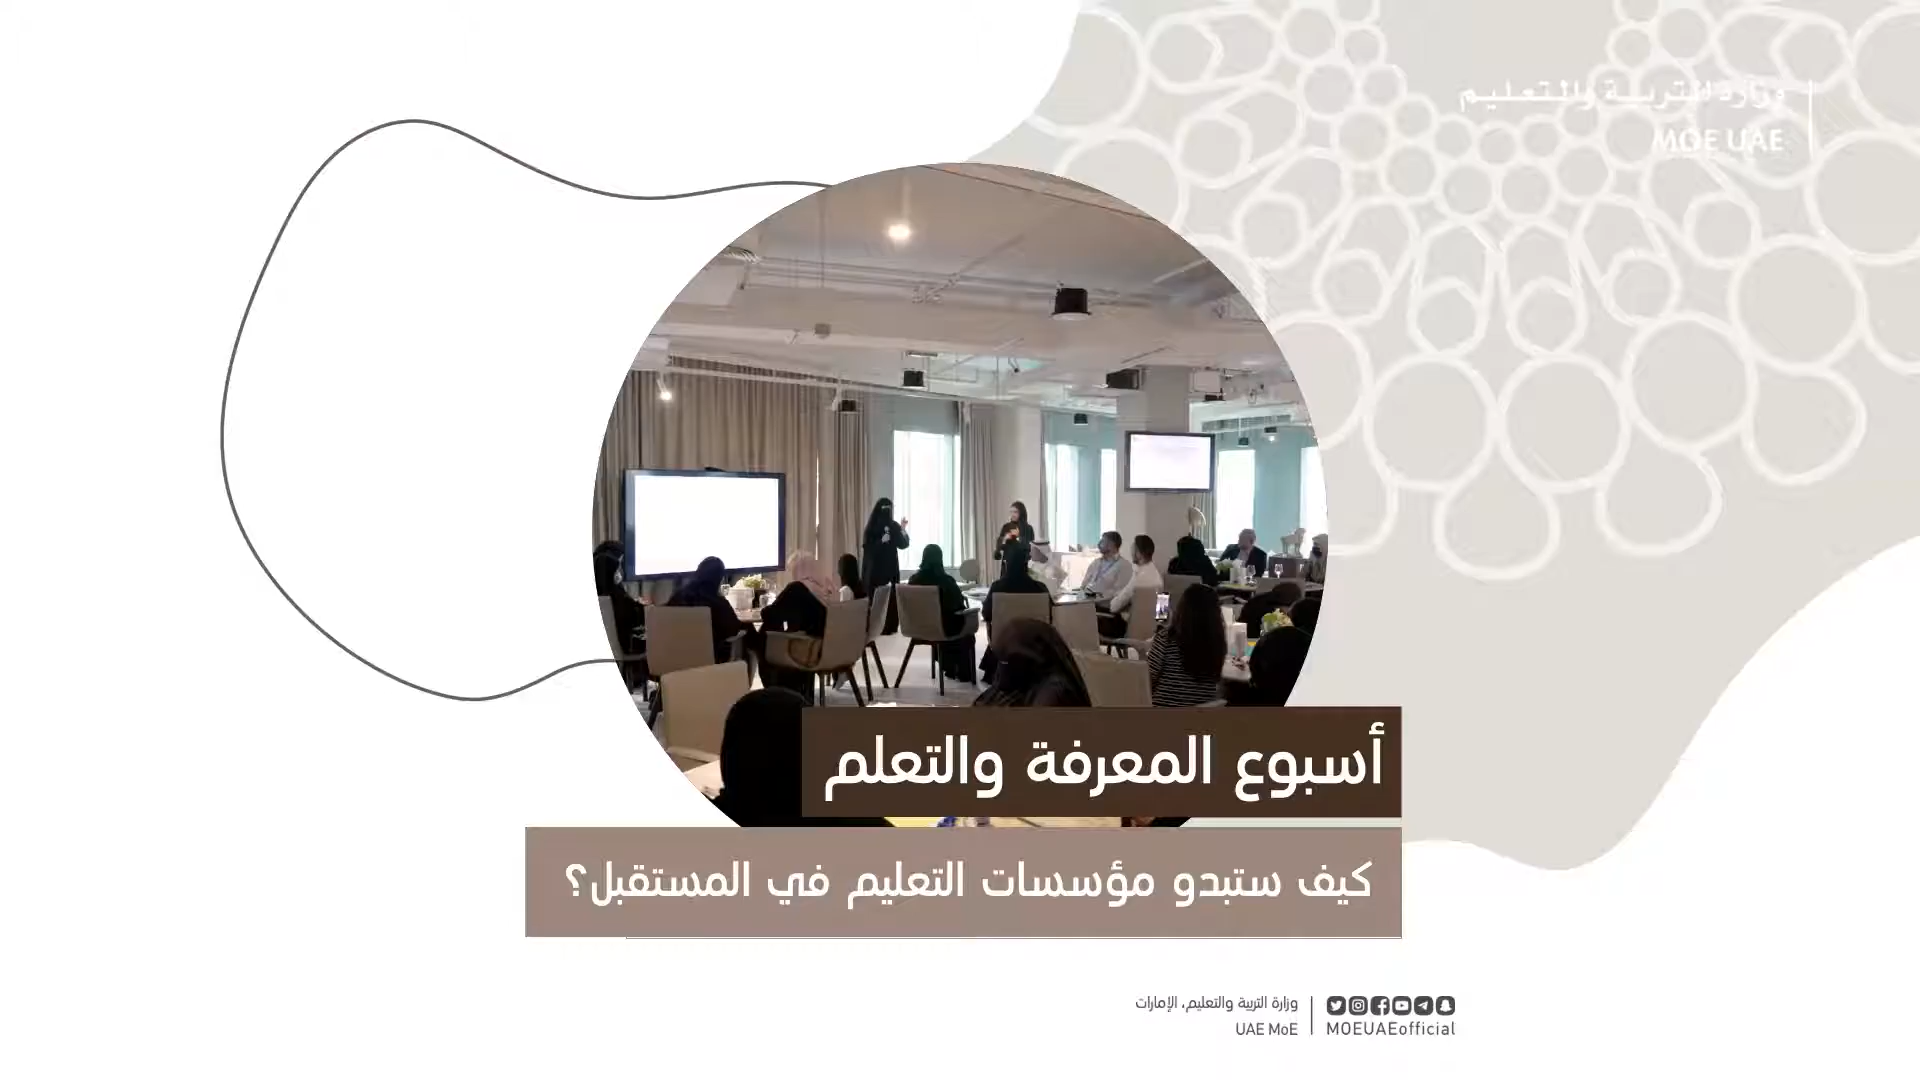 وزارة التربية والتعليم
MOE UAE
أسبوع المعرفة والتعلم
كيف ستبدو مؤسسات التعليم في المستقبل؟
وزارة التربية والتعليم، الإمارات
UAE MoE
MOEUAEofficial